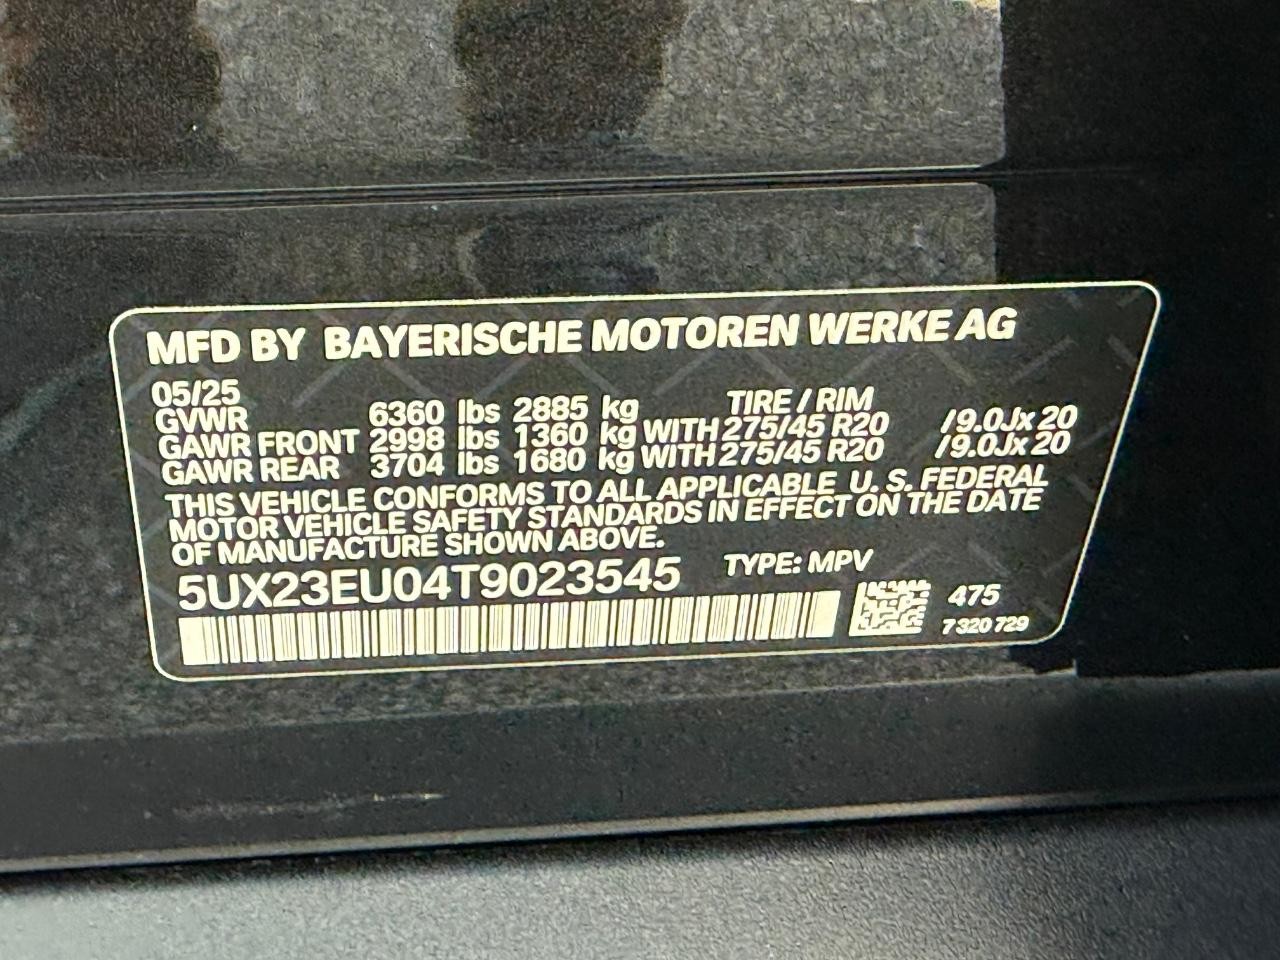 MFD BY BAYERISCHE MOTOREN WERKE AG
05/25 TIRE / RIM
GVWR 6360 lbs 2885 kg
GAWR FRONT 2998 lbs 1360 kg WITH 275/45 R20 /9.0Jx 20
GAWR REAR 3704 lbs 1680 kg WITH 275/45 R20 /9.0Jx 20
THIS VEHICLE CONFORMS TO ALL APPLICABLE U. S. FEDERAL
MOTOR VEHICLE SAFETY STANDARDS IN EFFECT ON THE DATE
OF MANUFACTURE SHOWN ABOVE.
5UX23EU04T9023545 TYPE: MPV
475
7 320 729